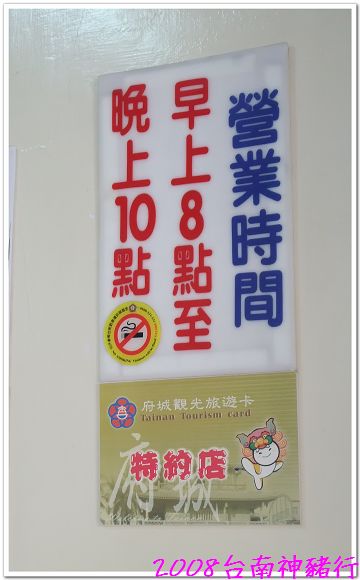 營業時間
早上8點至
晚上10點
府城觀光旅遊卡
Tainan Tourism card
府城
特約店
2008台南神豬行